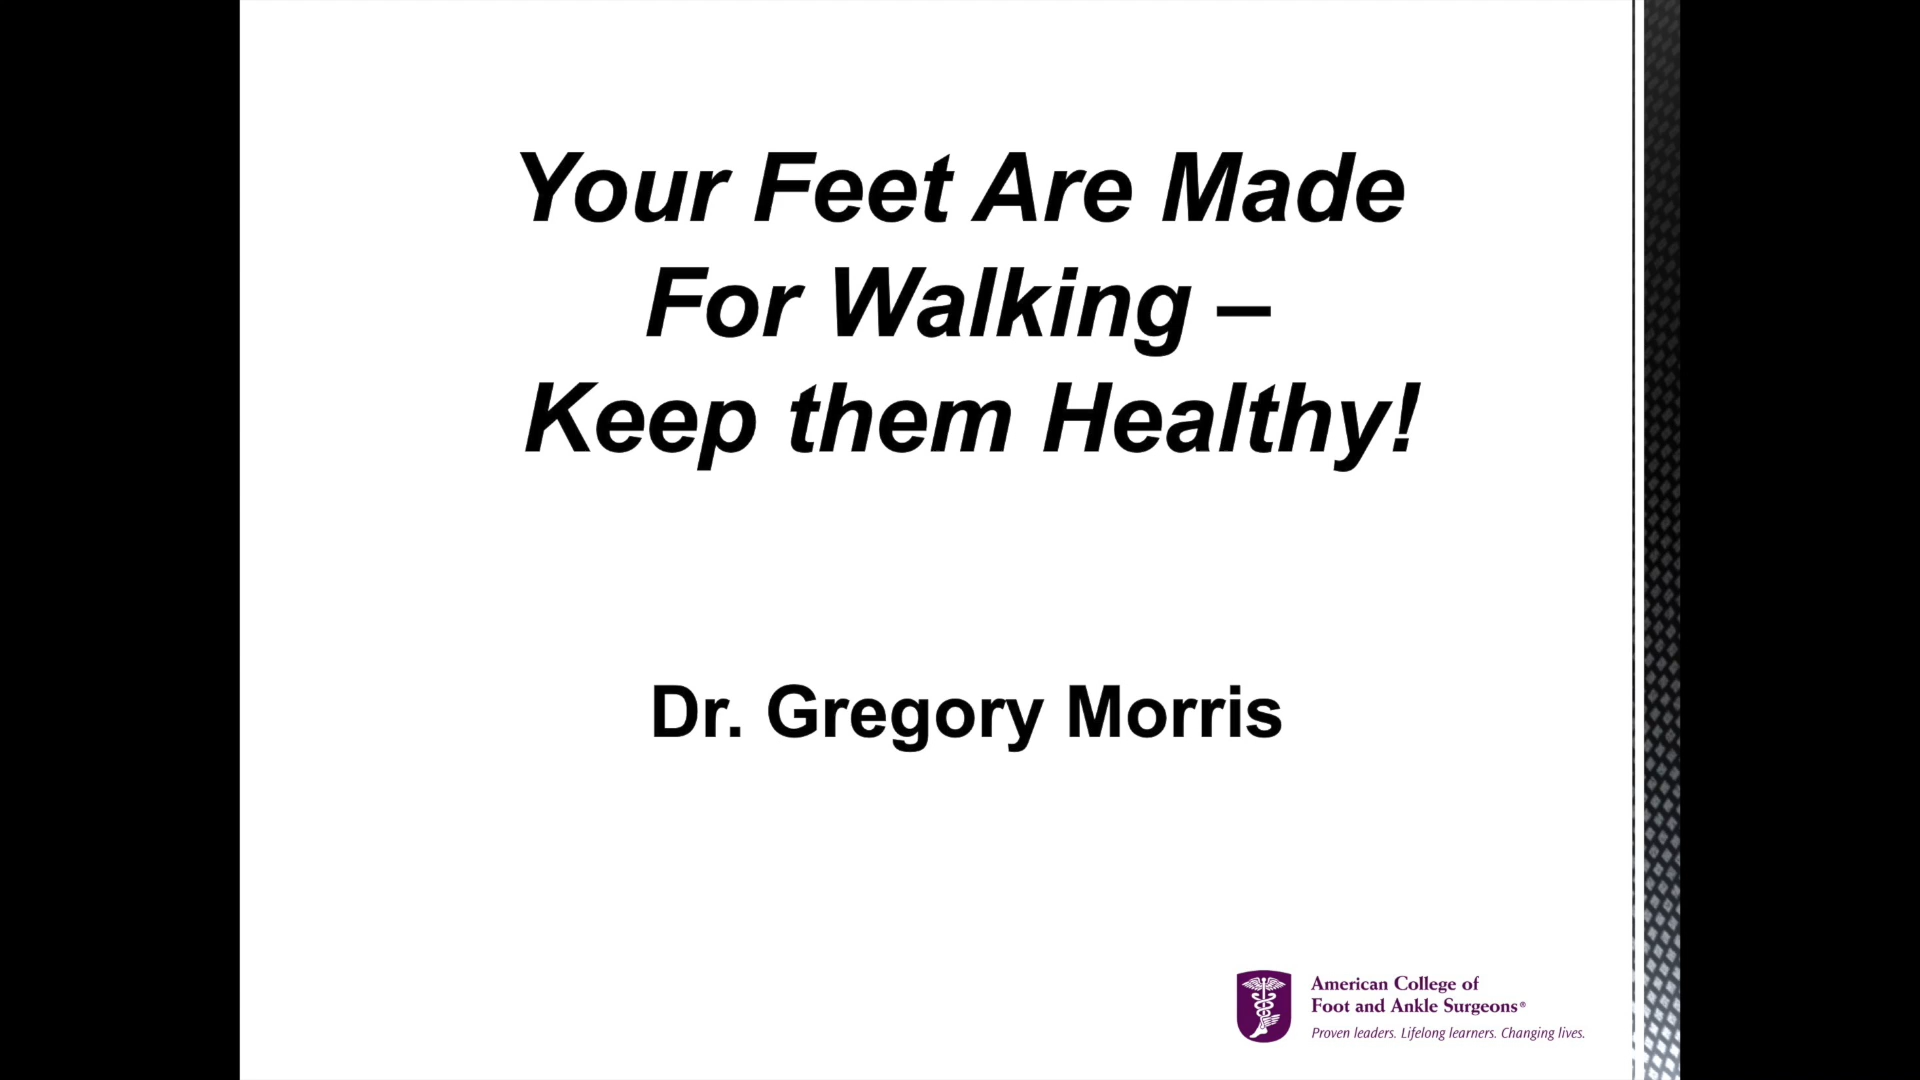 Your Feet Are Made
For Walking –
Keep them Healthy!
Dr. Gregory Morris
American College of
Foot and Ankle Surgeons®
Proven leaders. Lifelong learners. Changing lives.